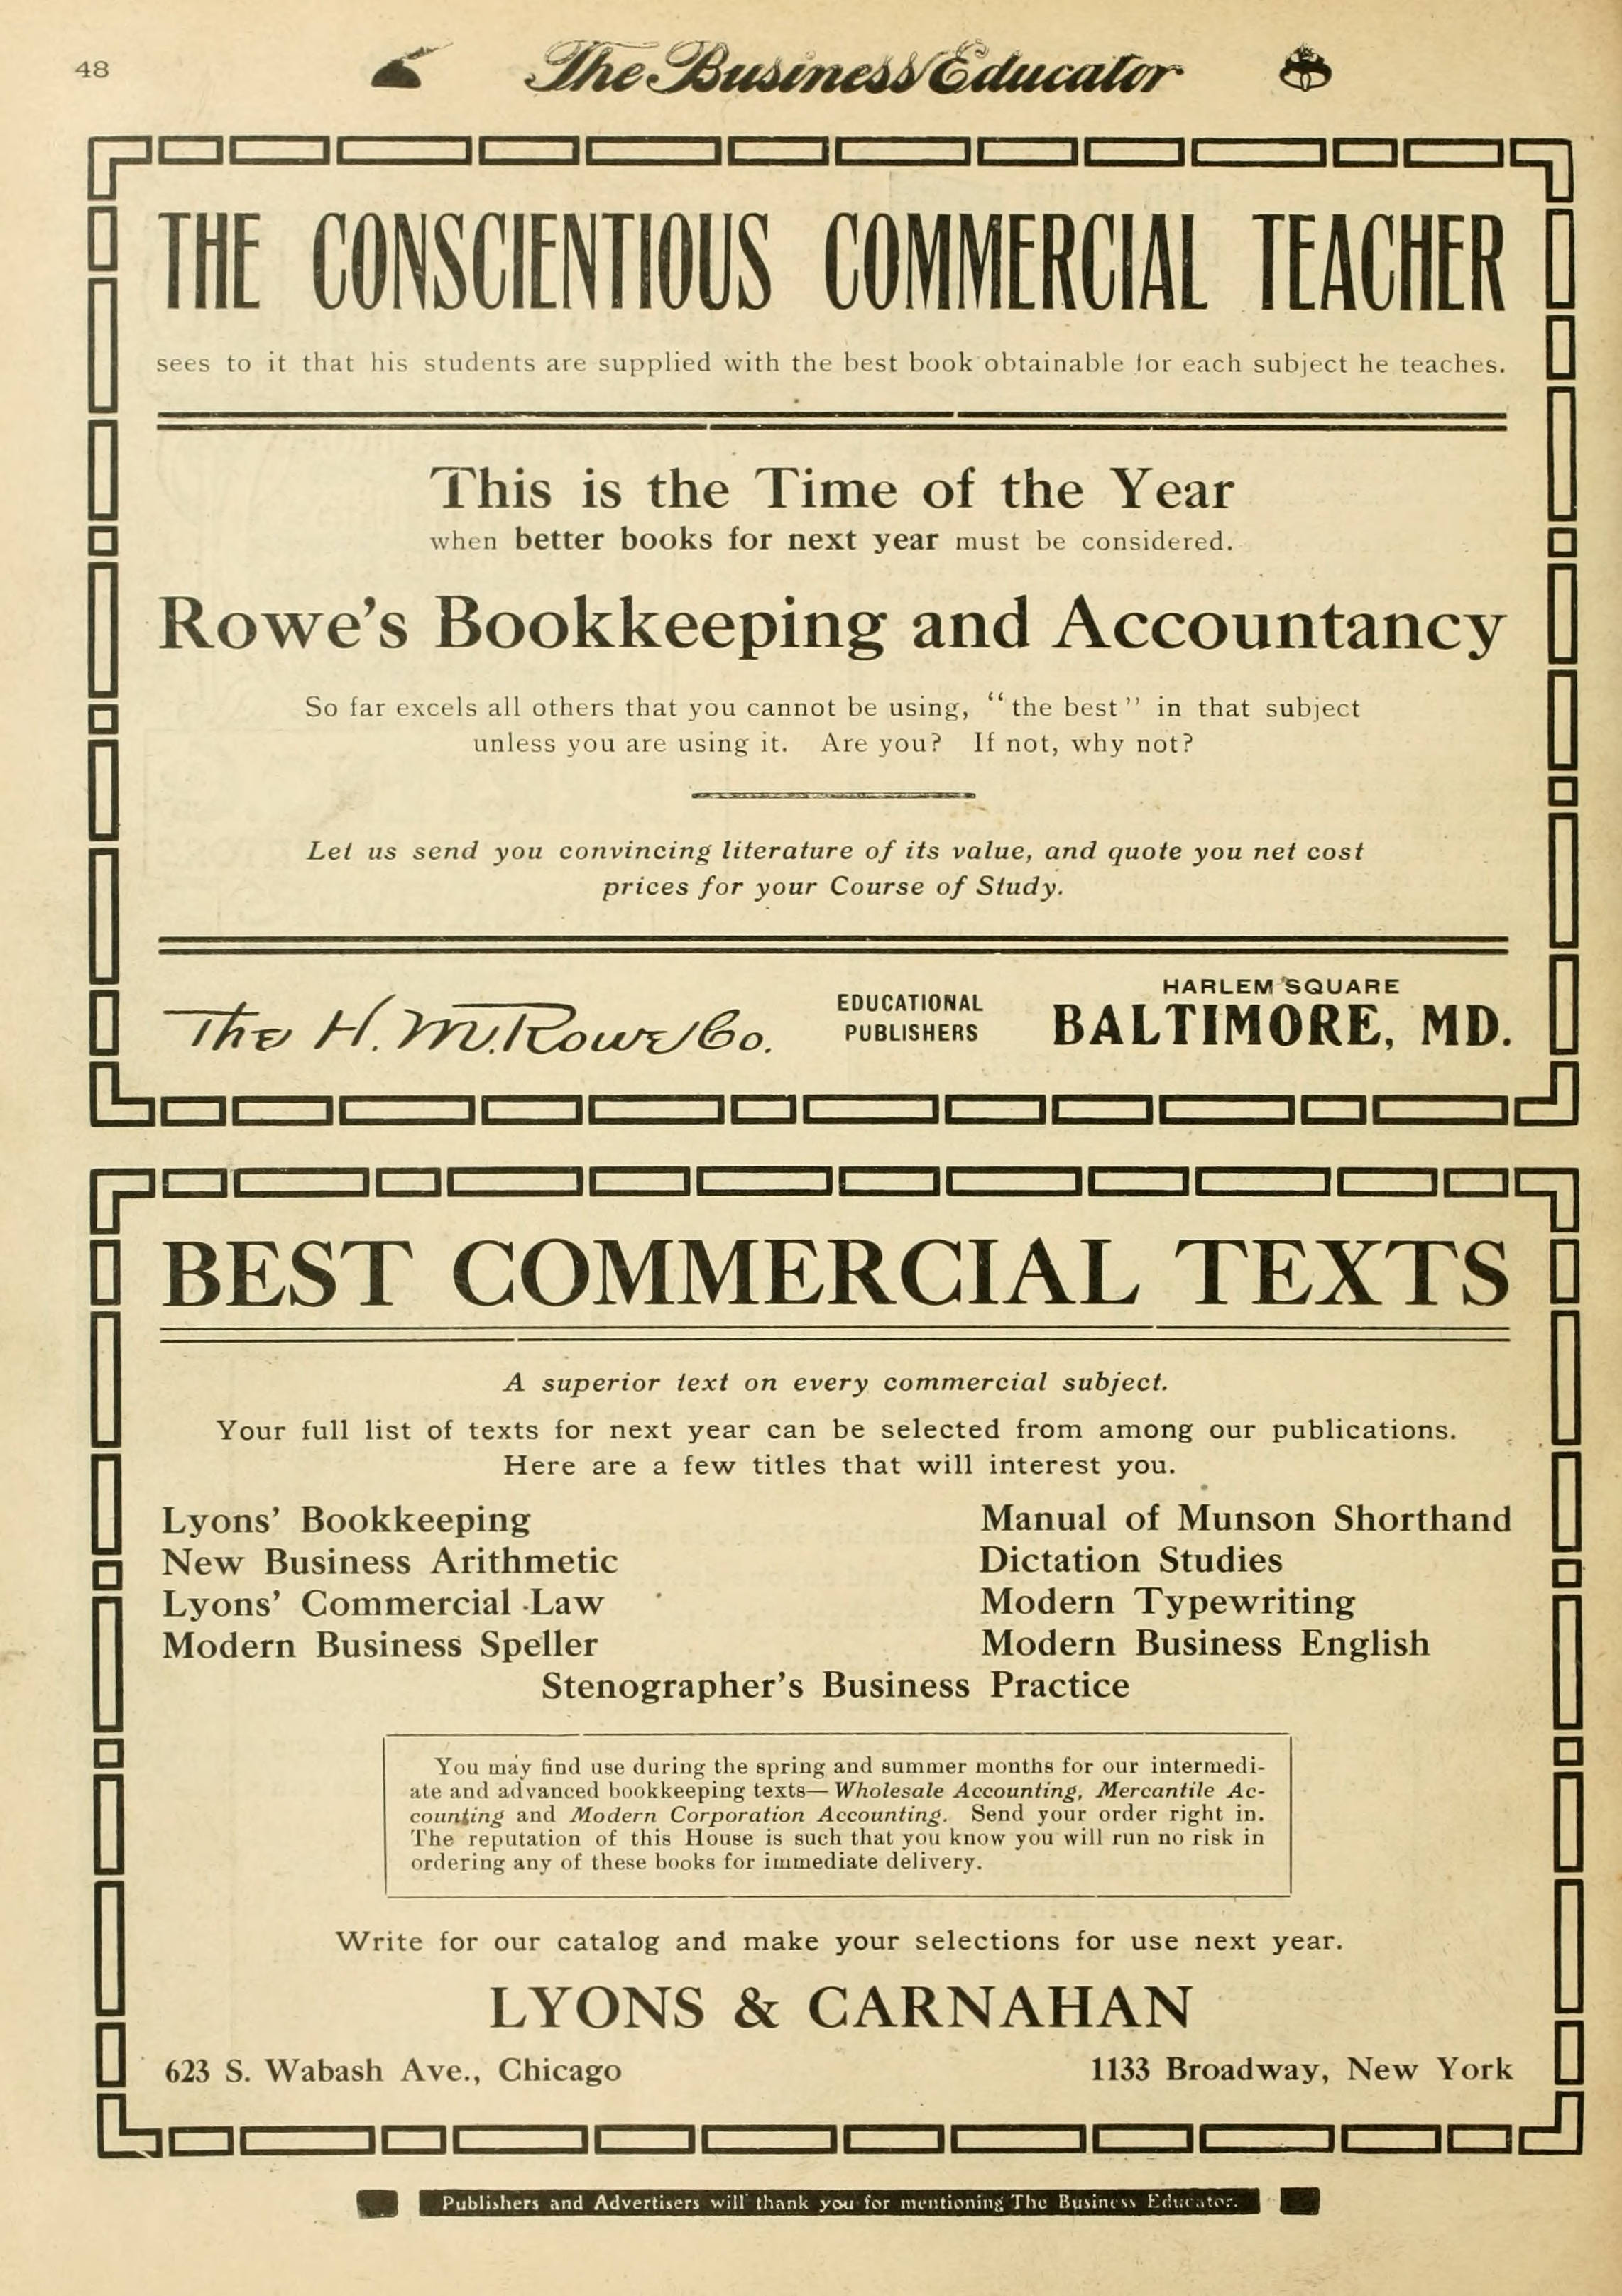 48
The Business Educator
THE CONSCIENTIOUS COMMERCIAL TEACHER
sees to it that his students are supplied with the best book obtainable for each subject he teaches.
This is the Time of the Year
when better books for next year must be considered.
Rowe's Bookkeeping and Accountancy
So far excels all others that you cannot be using, “the best” in that subject
unless you are using it. Are you? If not, why not?
Let us send you convincing literature of its value, and quote you net cost
prices for your Course of Study.
The H. M. Rowe Co.
EDUCATIONAL
PUBLISHERS
HARLEM SQUARE
BALTIMORE, MD.
BEST COMMERCIAL TEXTS
A superior text on every commercial subject.
Your full list of texts for next year can be selected from among our publications.
Here are a few titles that will interest you.
Lyons' Bookkeeping
New Business Arithmetic
Lyons' Commercial Law
Modern Business Speller
Manual of Munson Shorthand
Dictation Studies
Modern Typewriting
Modern Business English
Stenographer's Business Practice
You may find use during the spring and summer months for our intermedi-
ate and advanced bookkeeping texts—Wholesale Accounting, Mercantile Ac-
counting and Modern Corporation Accounting. Send your order right in.
The reputation of this House is such that you know you will run no risk in
ordering any of these books for immediate delivery.
Write for our catalog and make your selections for use next year.
LYONS & CARNAHAN
623 S. Wabash Ave., Chicago
1133 Broadway, New York
Publishers and Advertisers will thank you for mentioning The Business Educator.